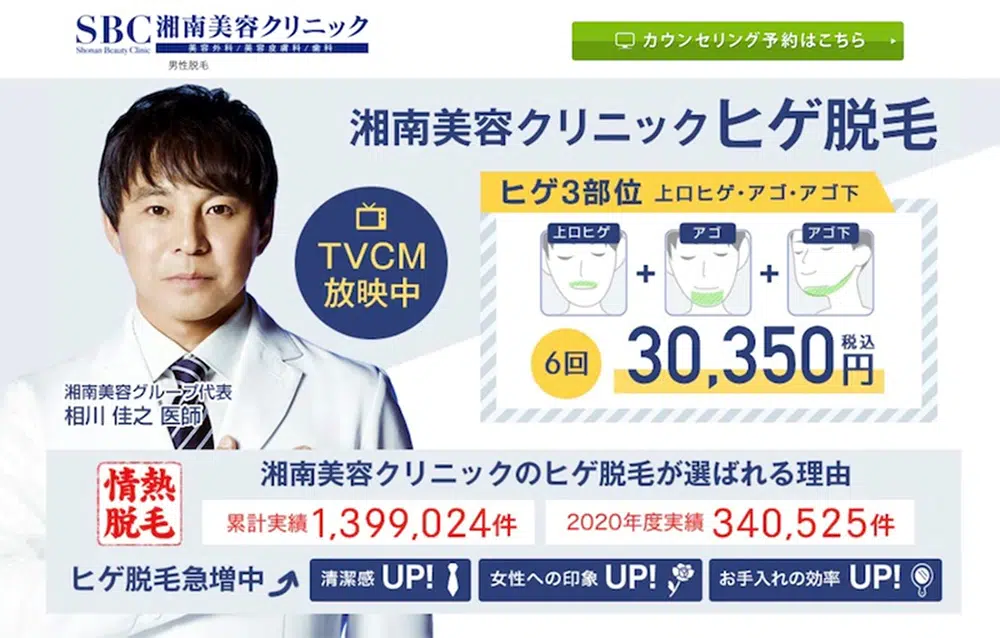 SBC湘南美容クリニック
Shonan Beauty Clinic 美容外科/美容皮膚科/歯科
男性脱毛
カウンセリング予約はこちら
湘南美容クリニックヒゲ脱毛
TVCM
放映中
ヒゲ3部位 上口ヒゲ・アゴ・アゴ下
上口ヒゲ + アゴ + アゴ下
6回 30,350税込円
湘南美容グループ代表
相川 佳之 医師
情熱
脱毛
湘南美容クリニックのヒゲ脱毛が選ばれる理由
累計実績1,399,024件 2020年度実績 340,525件
ヒゲ脱毛急増中 清潔感 UP! 女性への印象 UP! お手入れの効率 UP!